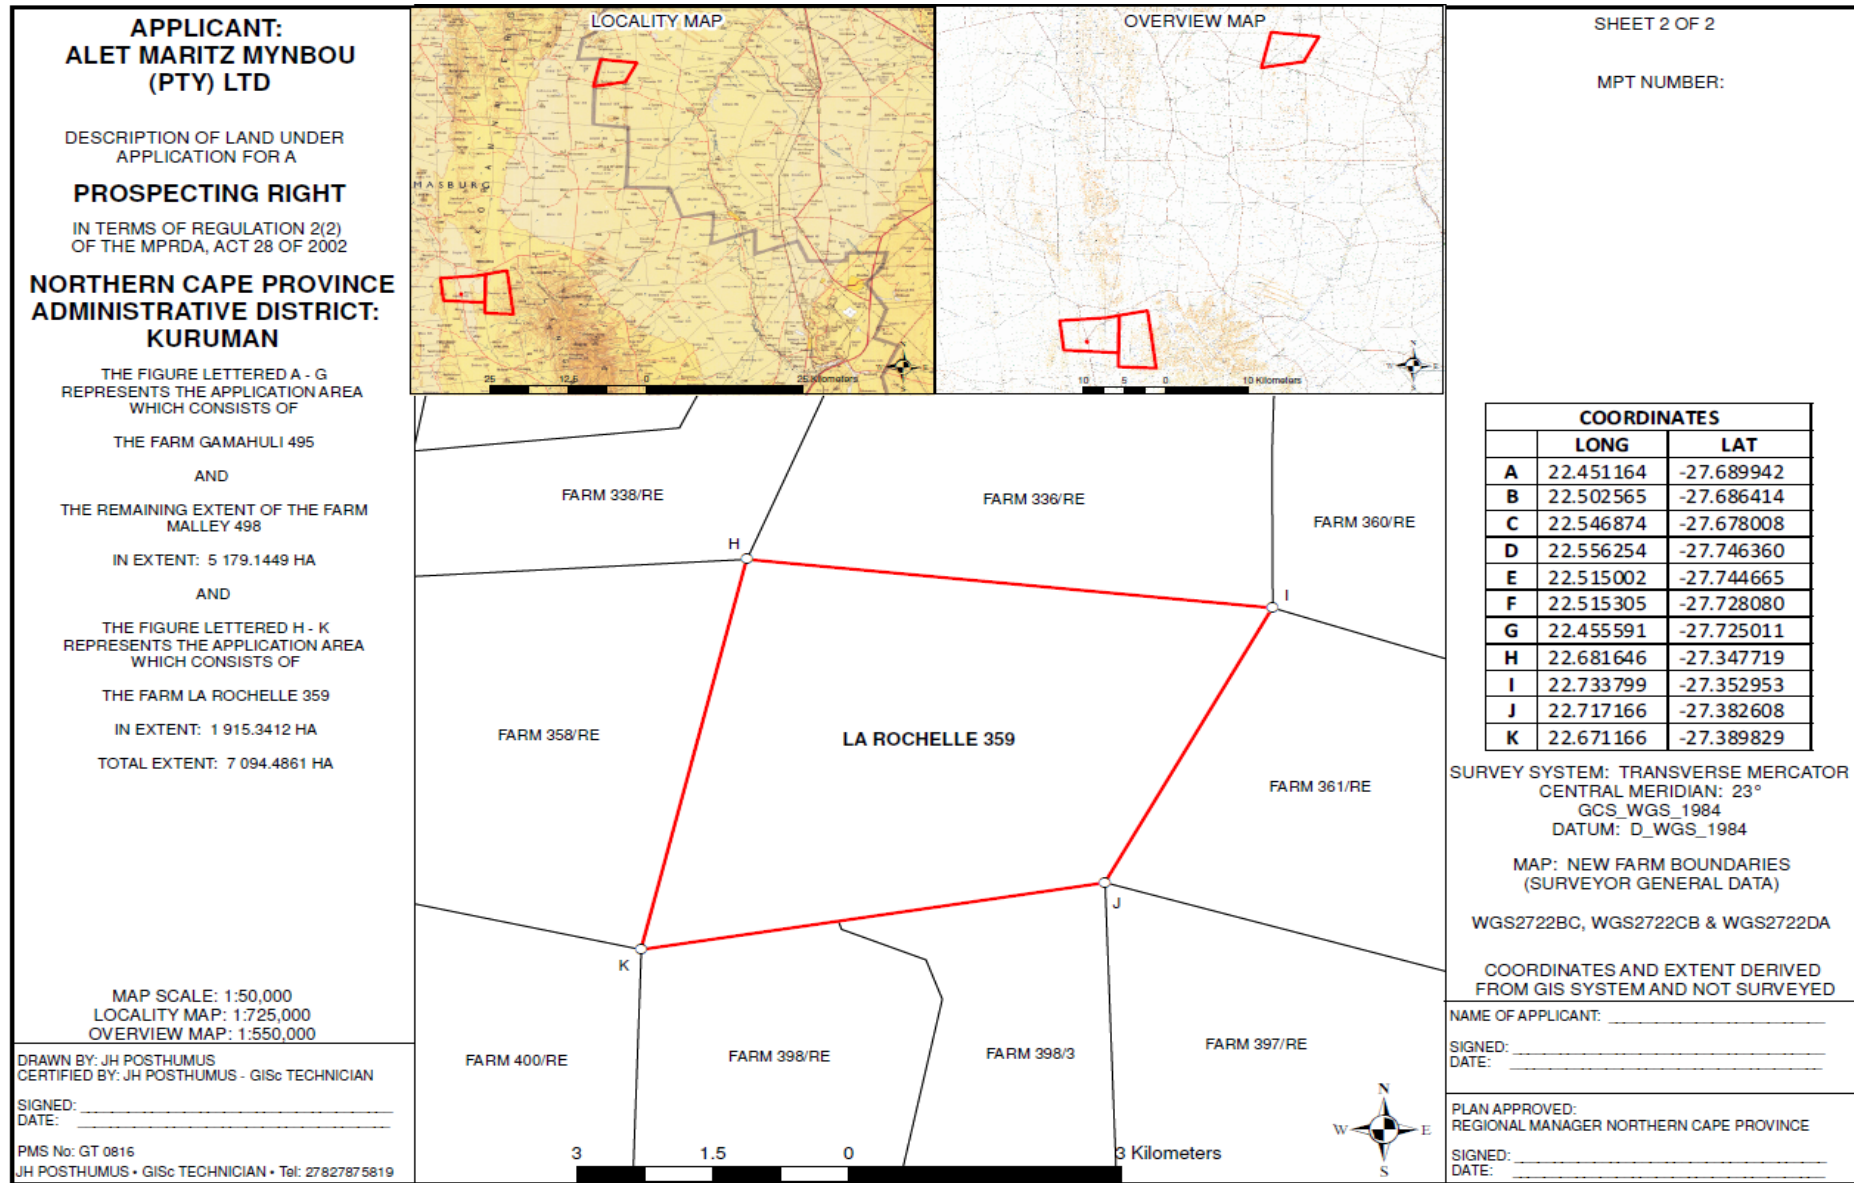 APPLICANT:
ALET MARITZ MYNBOU
(PTY) LTD
DESCRIPTION OF LAND UNDER
APPLICATION FOR A
PROSPECTING RIGHT
IN TERMS OF REGULATION 2(2)
OF THE MPRDA, ACT 28 OF 2002
NORTHERN CAPE PROVINCE
ADMINISTRATIVE DISTRICT:
KURUMAN
THE FIGURE LETTERED A - G
REPRESENTS THE APPLICATION AREA
WHICH CONSISTS OF
THE FARM GAMAHULI 495
AND
THE REMAINING EXTENT OF THE FARM
MALLEY 498
IN EXTENT: 5 179.1449 HA
AND
THE FIGURE LETTERED H - K
REPRESENTS THE APPLICATION AREA
WHICH CONSISTS OF
THE FARM LA ROCHELLE 359
IN EXTENT: 1 915.3412 HA
TOTAL EXTENT: 7 094.4861 HA
MAP SCALE: 1:50,000
LOCALITY MAP: 1:725,000
OVERVIEW MAP: 1:550,000
DRAWN BY: JH POSTHUMUS
CERTIFIED BY: JH POSTHUMUS - GISc TECHNICIAN
SIGNED:
DATE:
PMS No: GT 0816
JH POSTHUMUS • GISc TECHNICIAN • Tel: 27827875819
LOCALITY MAP
MASBURG
25 12.5 0 25 Kilometers
OVERVIEW MAP
10 5 0 10 Kilometers
FARM 338/RE
FARM 336/RE
FARM 360/RE
H
I
FARM 358/RE
LA ROCHELLE 359
FARM 361/RE
J
K
FARM 400/RE
FARM 398/RE
FARM 398/3
FARM 397/RE
N
W E
S
3 1.5 0 3 Kilometers
SHEET 2 OF 2
MPT NUMBER:
COORDINATES
LONG LAT
A 22.451164 -27.689942
B 22.502565 -27.686414
C 22.546874 -27.678008
D 22.556254 -27.746360
E 22.515002 -27.744665
F 22.515305 -27.728080
G 22.455591 -27.725011
H 22.681646 -27.347719
I 22.733799 -27.352953
J 22.717166 -27.382608
K 22.671166 -27.389829
SURVEY SYSTEM: TRANSVERSE MERCATOR
CENTRAL MERIDIAN: 23°
GCS_WGS_1984
DATUM: D_WGS_1984
MAP: NEW FARM BOUNDARIES
(SURVEYOR GENERAL DATA)
WGS2722BC, WGS2722CB & WGS2722DA
COORDINATES AND EXTENT DERIVED
FROM GIS SYSTEM AND NOT SURVEYED
NAME OF APPLICANT:
SIGNED:
DATE:
PLAN APPROVED:
REGIONAL MANAGER NORTHERN CAPE PROVINCE
SIGNED:
DATE: